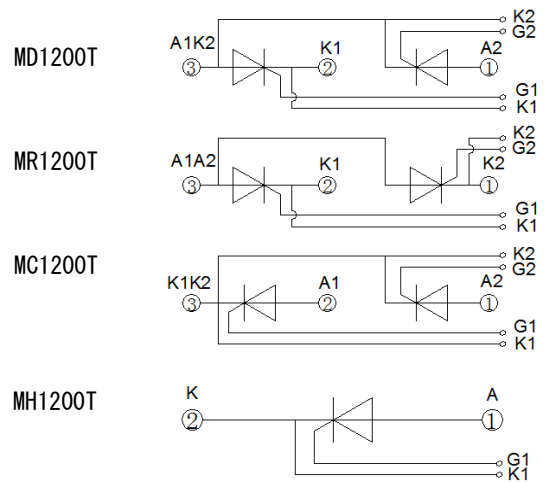 K2
G2
A1K2 K1 A2
MD1200T ③ ② ①
G1
K1
K2
G2
A1A2 K1 K2
MR1200T ③ ② ①
G1
K1
K2
G2
K1K2 A1 A2
MC1200T ③ ② ①
G1
K1
K A
MH1200T ② ①
G1
K1